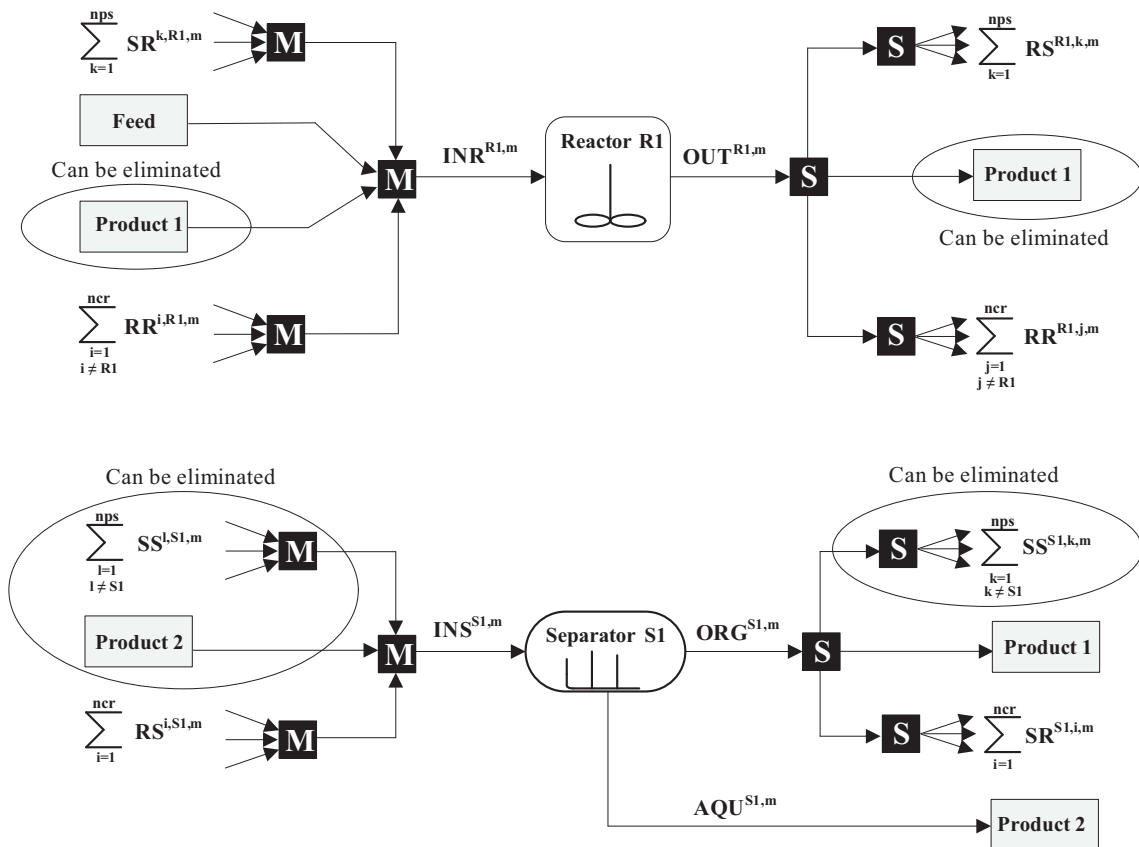 nps
∑ SR^{k,R1,m}
k=1
M
Feed
Can be eliminated
Product 1
M
INR^{R1,m}
Reactor R1
OUT^{R1,m}
S
S
nps
∑ RS^{R1,k,m}
k=1
Product 1
Can be eliminated
ncr
∑ RR^{i,R1,m}
i=1
i ≠ R1
M
S
ncr
∑ RR^{R1,j,m}
j=1
j ≠ R1
Can be eliminated
nps
∑ SS^{l,S1,m}
l=1
l ≠ S1
M
Product 2
M
INS^{S1,m}
Separator S1
ORG^{S1,m}
S
Can be eliminated
S
nps
∑ SS^{S1,k,m}
k=1
k ≠ S1
Product 1
ncr
∑ RS^{i,S1,m}
i=1
M
S
ncr
∑ SR^{S1,i,m}
i=1
AQU^{S1,m}
Product 2